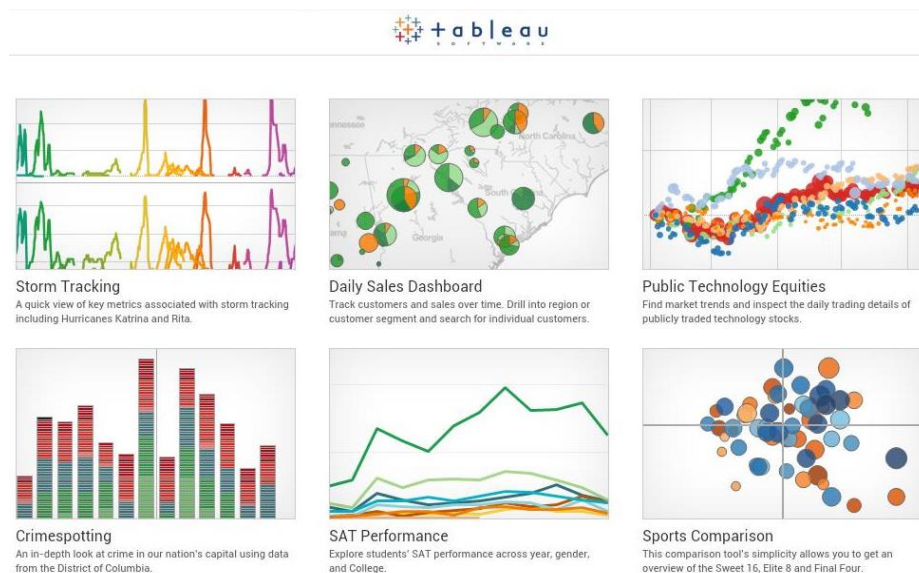 +ableau
SOFTWARE
ennessee
North Carolina
Georgia
Storm Tracking
A quick view of key metrics associated with storm tracking
including Hurricanes Katrina and Rita.
Daily Sales Dashboard
Track customers and sales over time. Drill into region or
customer segment and search for individual customers.
Public Technology Equities
Find market trends and inspect the daily trading details of
publicly traded technology stocks.
Crimespotting
An in-depth look at crime in our nation's capital using data
from the District of Columbia.
SAT Performance
Explore students' SAT performance across year, gender,
and College.
Sports Comparison
This comparison tool's simplicity allows you to get an
overview of the Sweet 16, Elite 8 and Final Four.